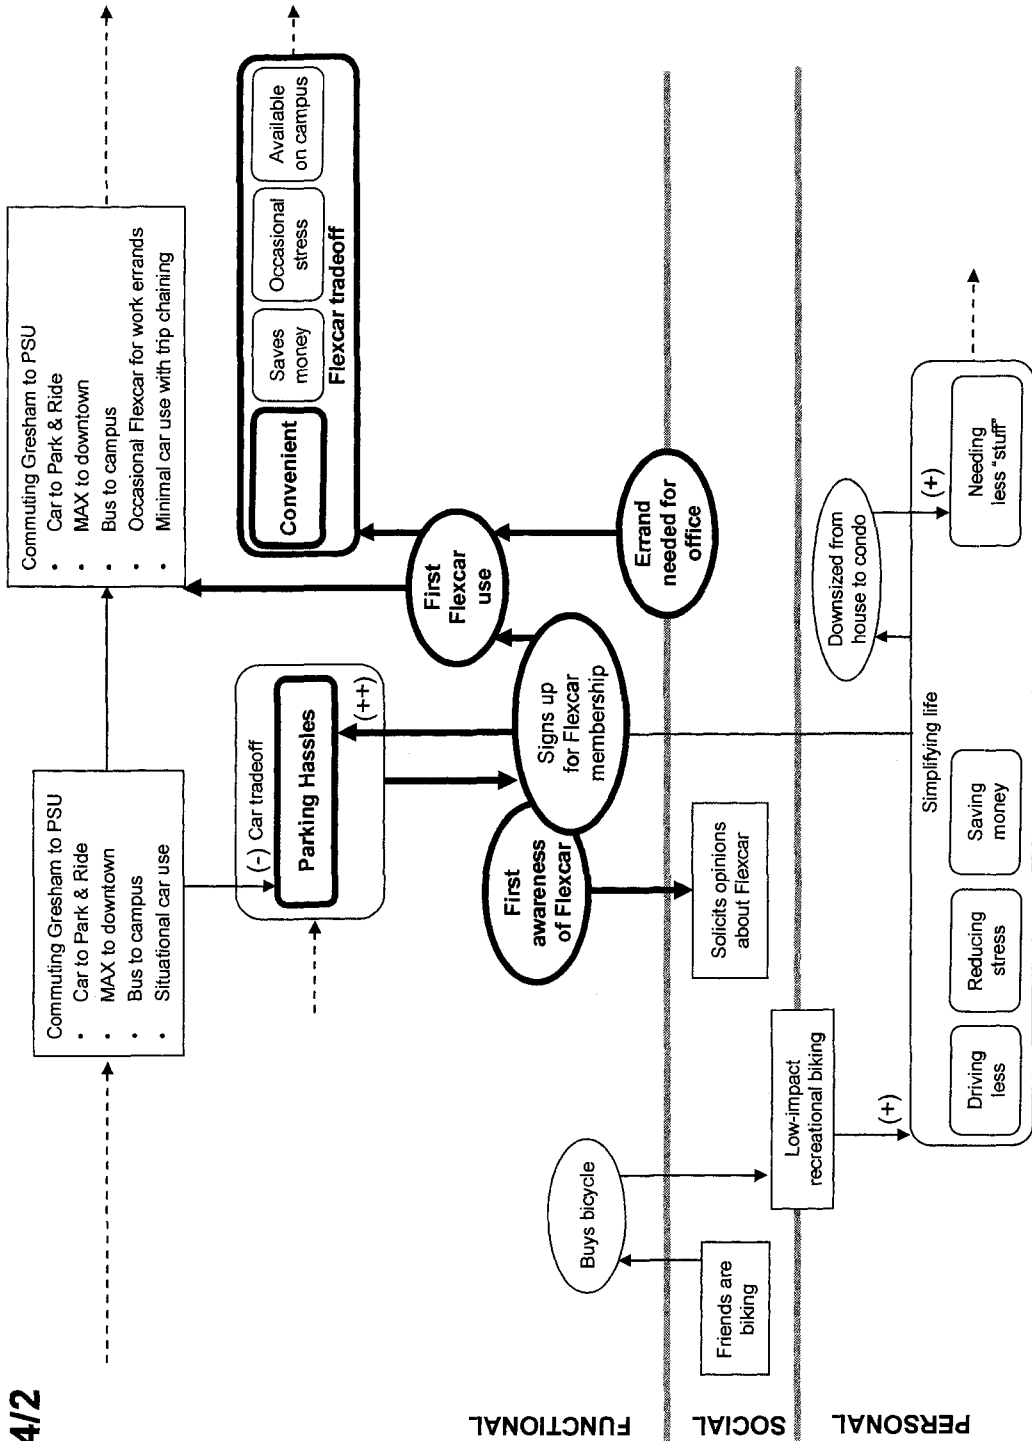 4/2
Commuting Gresham to PSU
• Car to Park & Ride
• MAX to downtown
• Bus to campus
• Situational car use
Commuting Gresham to PSU
• Car to Park & Ride
• MAX to downtown
• Bus to campus
• Occasional Flexcar for work errands
• Minimal car use with trip chaining
(-) Car tradeoff
Parking Hassles
(++)
Convenient
Saves
money
Occasional
stress
Available
on campus
Flexcar tradeoff
First
Flexcar
use
First
awareness
of Flexcar
Signs up
for Flexcar
membership
Errand
needed for
office
Buys bicycle
FUNCTIONAL
Friends are
biking
Solicits opinions
about Flexcar
SOCIAL
Low-impact
recreational biking
(+)
Downsized from
house to condo
(+)
Simplifying life
Driving
less
Reducing
stress
Saving
money
Needing
less "stuff"
PERSONAL